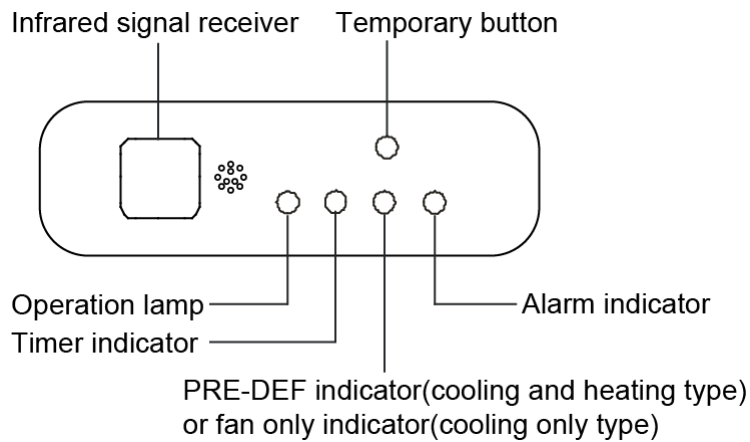 Infrared signal receiver
Temporary button
Operation lamp
Alarm indicator
Timer indicator
PRE-DEF indicator(cooling and heating type)
or fan only indicator(cooling only type)